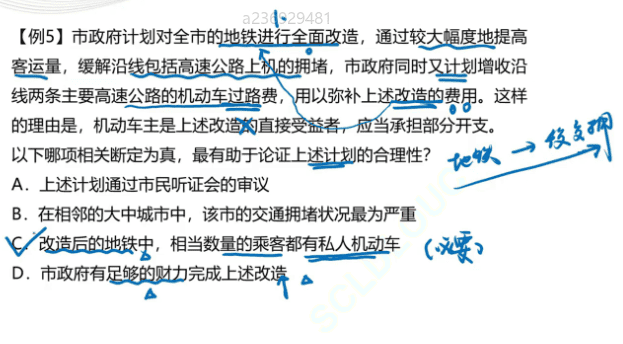 a236929481
【例5】市政府计划对全市的地铁进行全面改造，通过较大幅度地提高
客运量，缓解沿线包括高速公路上机的拥堵，市政府同时又计划增收沿
线两条主要高速公路的机动车过路费，用以弥补上述改造的费用。这样
的理由是，机动车主是上述改造的直接受益者，应当承担部分开支。
以下哪项相关断定为真，最有助于论证上述计划的合理性？
地铁 → 缓交拥
A．上述计划通过市民听证会的审议
B．在相邻的大中城市中，该市的交通拥堵状况最为严重
C．改造后的地铁中，相当数量的乘客都有私人机动车
(必要)
D．市政府有足够的财力完成上述改造